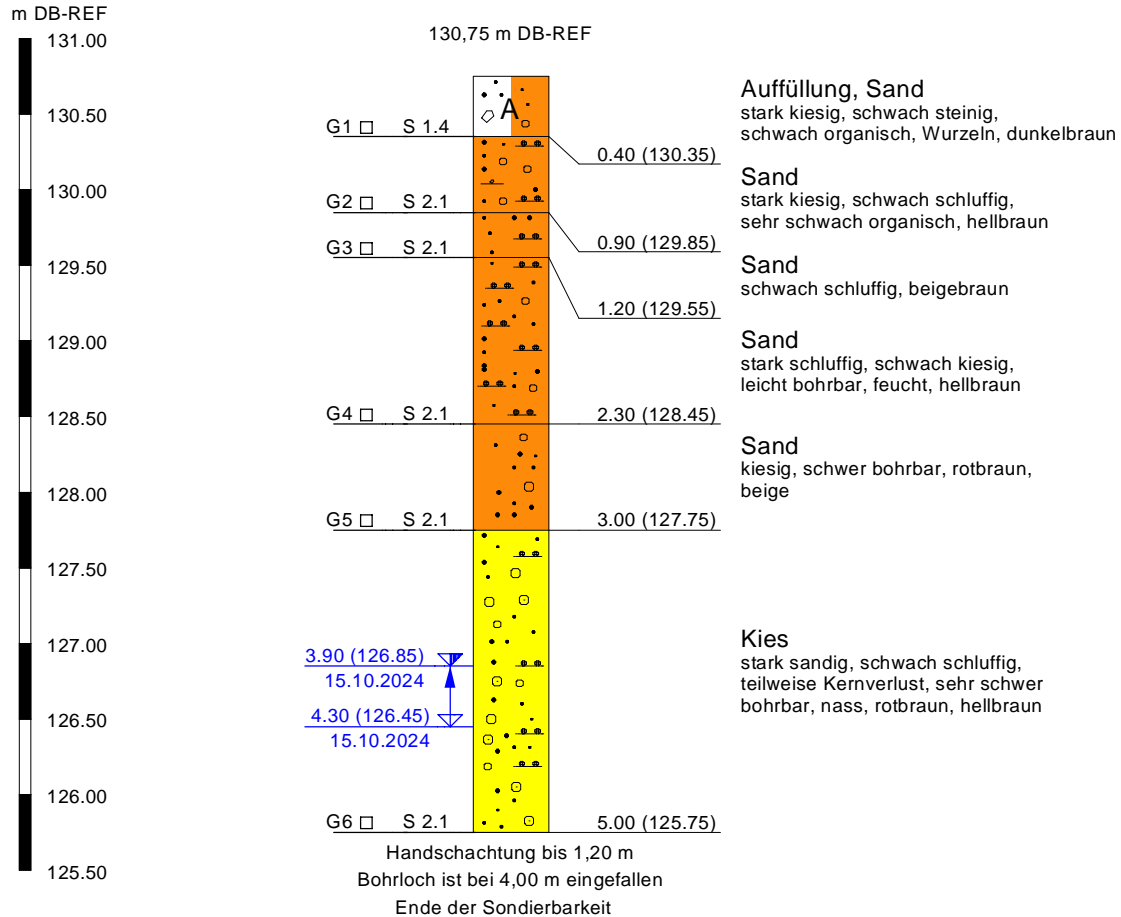 m DB-REF
130,75 m DB-REF
131.00
130.50
130.00
129.50
129.00
128.50
128.00
127.50
127.00
126.50
126.00
125.50
A
G1 S 1.4
0.40 (130.35)
G2 S 2.1
0.90 (129.85)
G3 S 2.1
1.20 (129.55)
G4 S 2.1
2.30 (128.45)
G5 S 2.1
3.00 (127.75)
3.90 (126.85)
15.10.2024
4.30 (126.45)
15.10.2024
G6 S 2.1
5.00 (125.75)
Auffüllung, Sand
stark kiesig, schwach steinig,
schwach organisch, Wurzeln, dunkelbraun
Sand
stark kiesig, schwach schluffig,
sehr schwach organisch, hellbraun
Sand
schwach schluffig, beigebraun
Sand
stark schluffig, schwach kiesig,
leicht bohrbar, feucht, hellbraun
Sand
kiesig, schwer bohrbar, rotbraun,
beige
Kies
stark sandig, schwach schluffig,
teilweise Kernverlust, sehr schwer
bohrbar, nass, rotbraun, hellbraun
Handschachtung bis 1,20 m
Bohrloch ist bei 4,00 m eingefallen
Ende der Sondierbarkeit